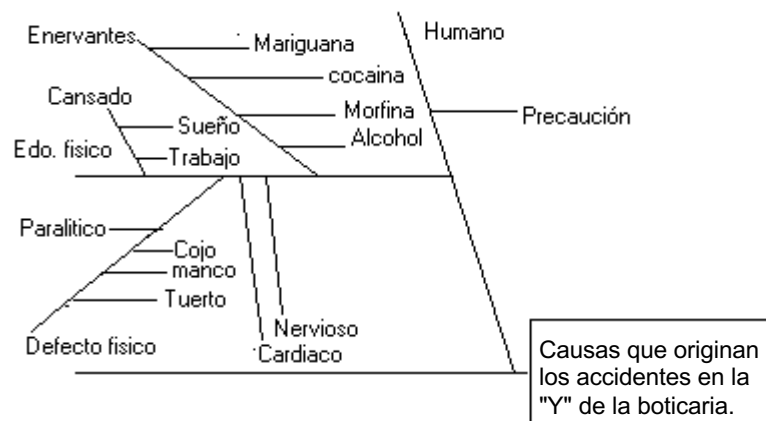 Enervantes
Mariguana
Humano
cocaina
Cansado
Morfina
Precaución
Sueño
Alcohol
Edo. fisico
Trabajo
Paralitico
Cojo
manco
Tuerto
Nervioso
Defecto fisico
Cardiaco
Causas que originan
los accidentes en la
"Y" de la boticaria.